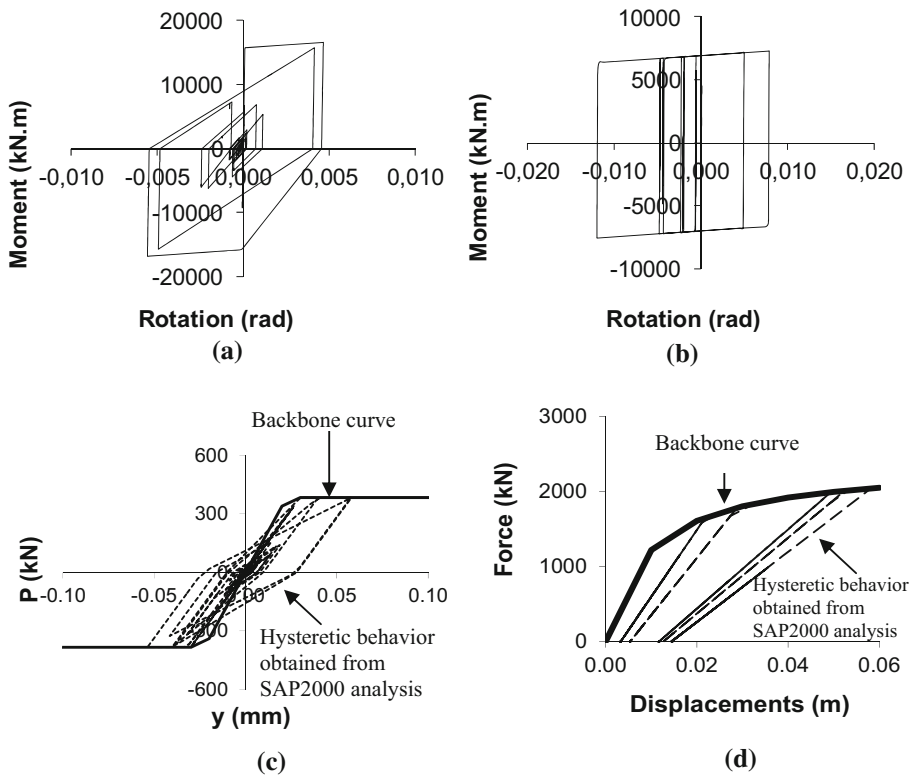 20000
10000
0
-10000
-20000
-0,010
-0,005
0,000
0,005
0,010
Moment (kN.m)
Rotation (rad)
(a)
10000
5000
0
-5000
-10000
-0,020
-0,010
0,000
0,010
0,020
Moment (kN.m)
Rotation (rad)
(b)
Backbone curve
600
300
0
-300
-600
-0.10
-0.05
0.00
0.05
0.10
P (kN)
Hysteretic behavior
obtained from
SAP2000 analysis
y (mm)
(c)
3000
2000
1000
0
0.00
0.02
0.04
0.06
Force (kN)
Backbone curve
Hysteretic behavior
obtained from
SAP2000 analysis
Displacements (m)
(d)